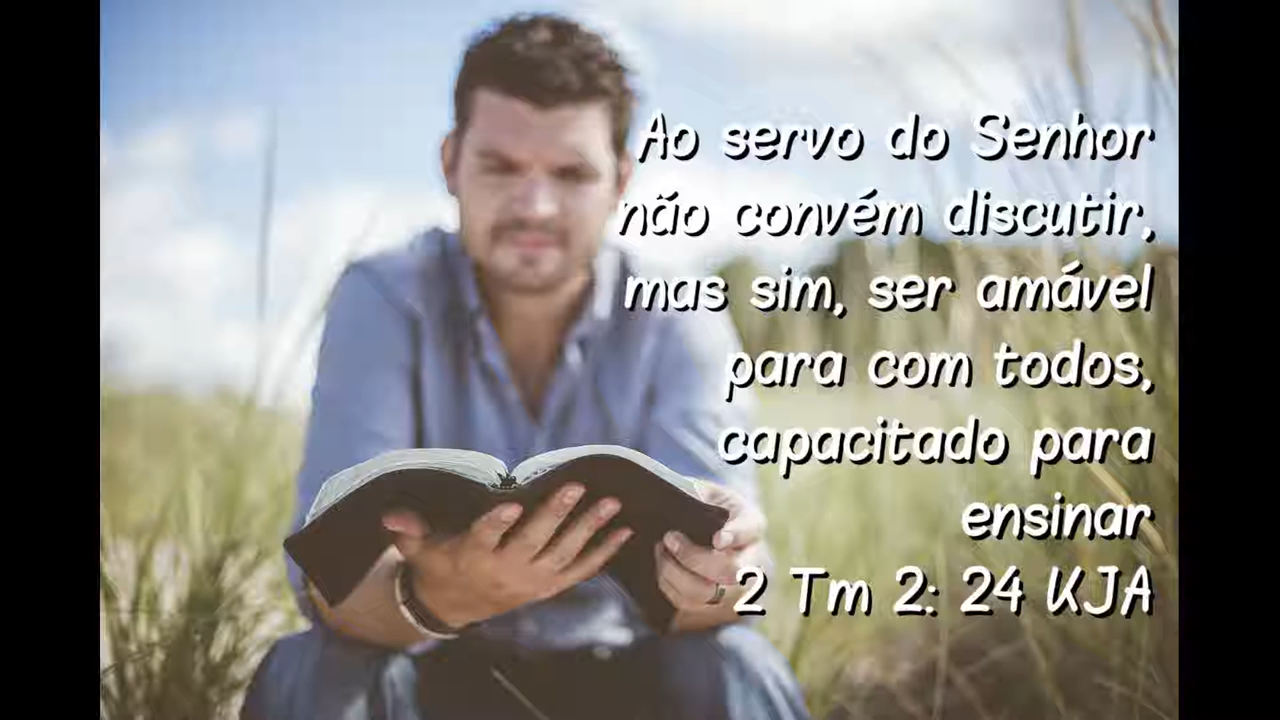 Ao servo do Senhor
não convém discutir,
mas sim, ser amável
para com todos,
capacitado para
ensinar
2 Tm 2: 24 KJA